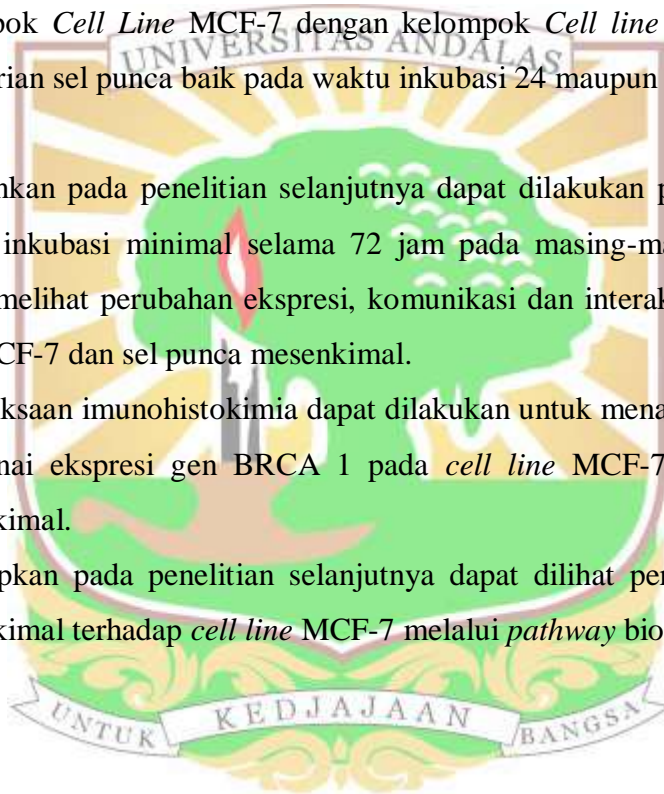 pok Cell Line MCF-7 dengan kelompok Cell line
UNIVERSITAS ANDALAS
rian sel punca baik pada waktu inkubasi 24 maupun
nkan pada penelitian selanjutnya dapat dilakukan p
inkubasi minimal selama 72 jam pada masing-ma
melihat perubahan ekspresi, komunikasi dan interak
CF-7 dan sel punca mesenkimal.
ksaan imunohistokimia dapat dilakukan untuk mena
nai ekspresi gen BRCA 1 pada cell line MCF-7
kimal.
pkan pada penelitian selanjutnya dapat dilihat per
kimal terhadap cell line MCF-7 melalui pathway bio
UNTUK KEDJAJAAN BANGSA